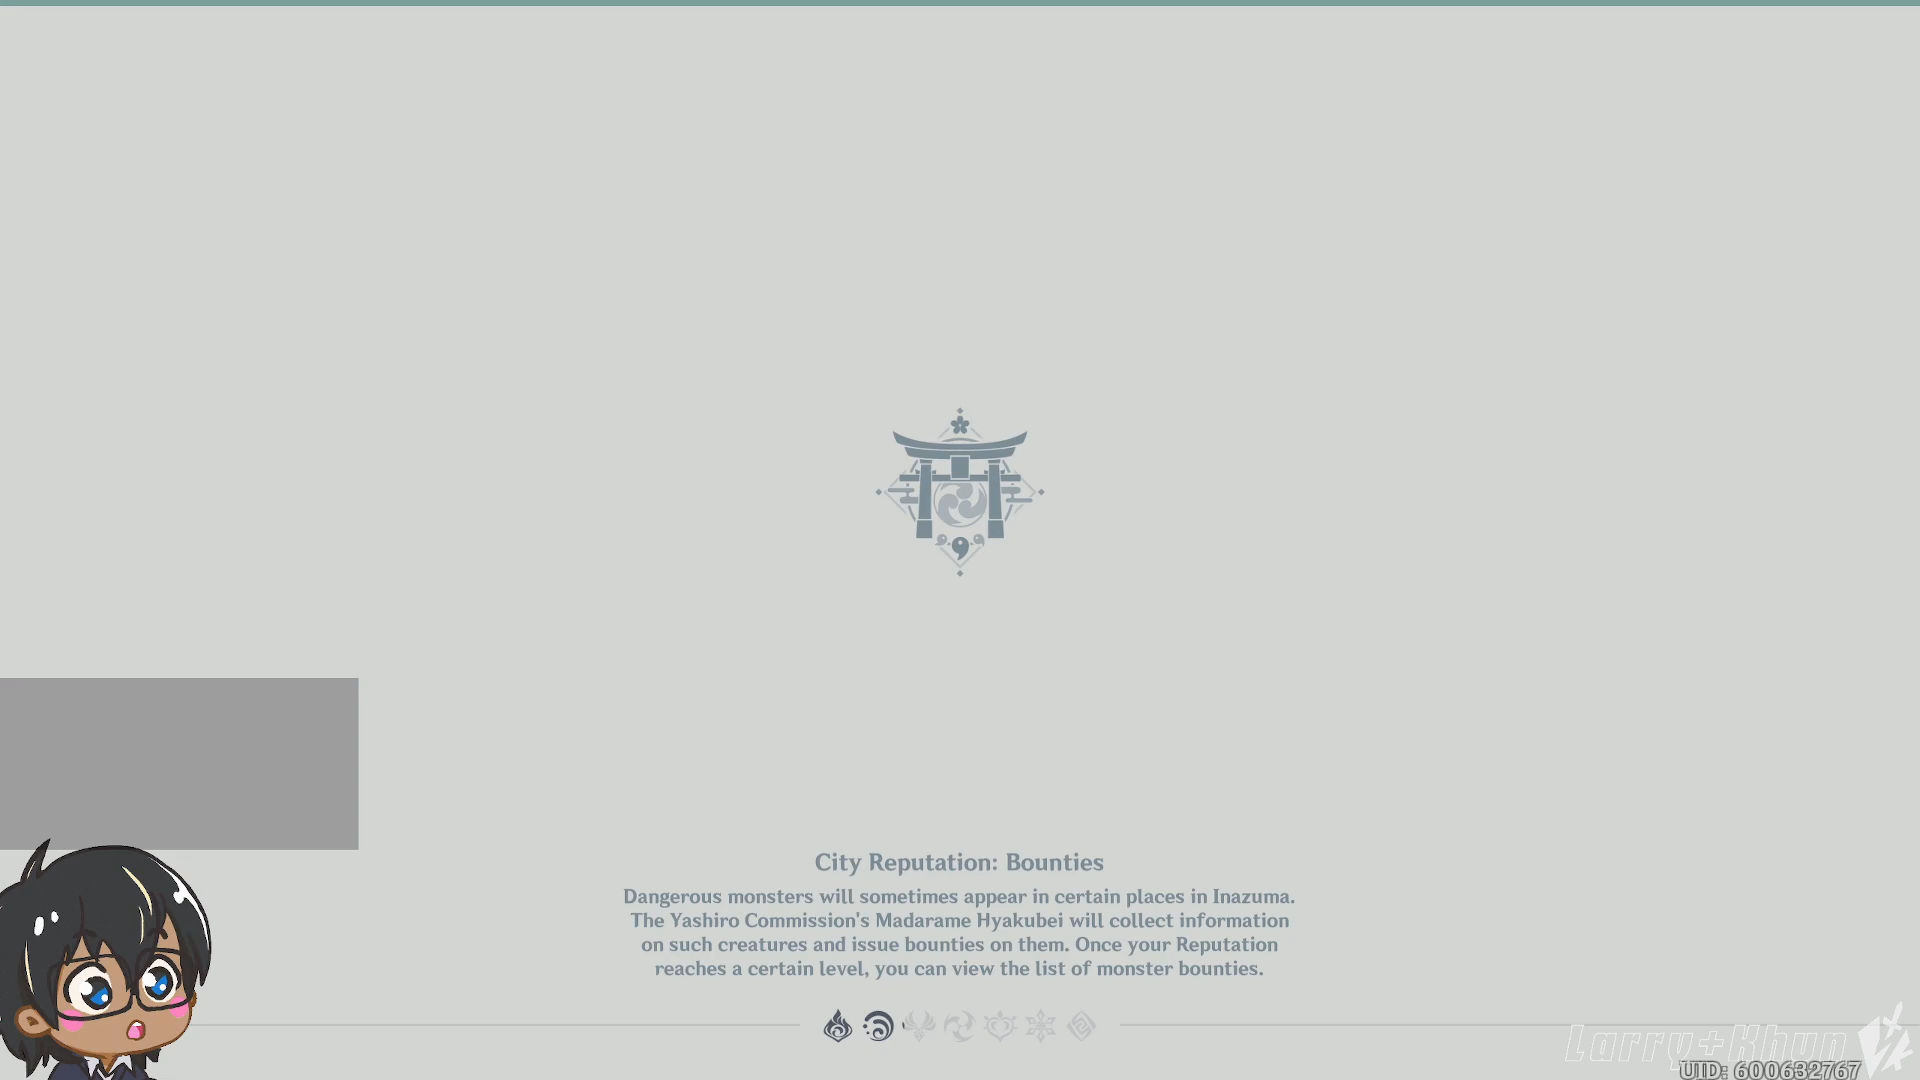 City Reputation: Bounties
Dangerous monsters will sometimes appear in certain places in Inazuma.
The Yashiro Commission's Madarame Hyakubei will collect information
on such creatures and issue bounties on them. Once your Reputation
reaches a certain level, you can view the list of monster bounties.
Larry+Khun
UID: 600632767